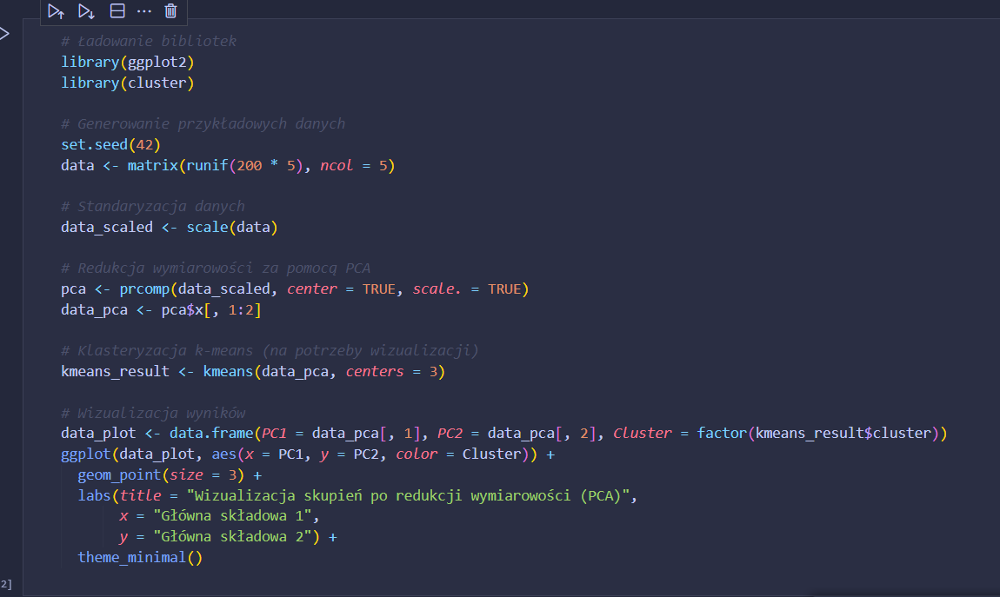 # Ładowanie bibliotek
library(ggplot2)
library(cluster)
# Generowanie przykładowych danych
set.seed(42)
data <- matrix(runif(200 * 5), ncol = 5)
# Standaryzacja danych
data_scaled <- scale(data)
# Redukcja wymiarowości za pomocą PCA
pca <- prcomp(data_scaled, center = TRUE, scale. = TRUE)
data_pca <- pca$x[, 1:2]
# Klasteryzacja k-means (na potrzeby wizualizacji)
kmeans_result <- kmeans(data_pca, centers = 3)
# Wizualizacja wyników
data_plot <- data.frame(PC1 = data_pca[, 1], PC2 = data_pca[, 2], Cluster = factor(kmeans_result$cluster))
ggplot(data_plot, aes(x = PC1, y = PC2, color = Cluster)) +
  geom_point(size = 3) +
  labs(title = "Wizualizacja skupień po redukcji wymiarowości (PCA)",
       x = "Główna składowa 1",
       y = "Główna składowa 2") +
  theme_minimal()
2]